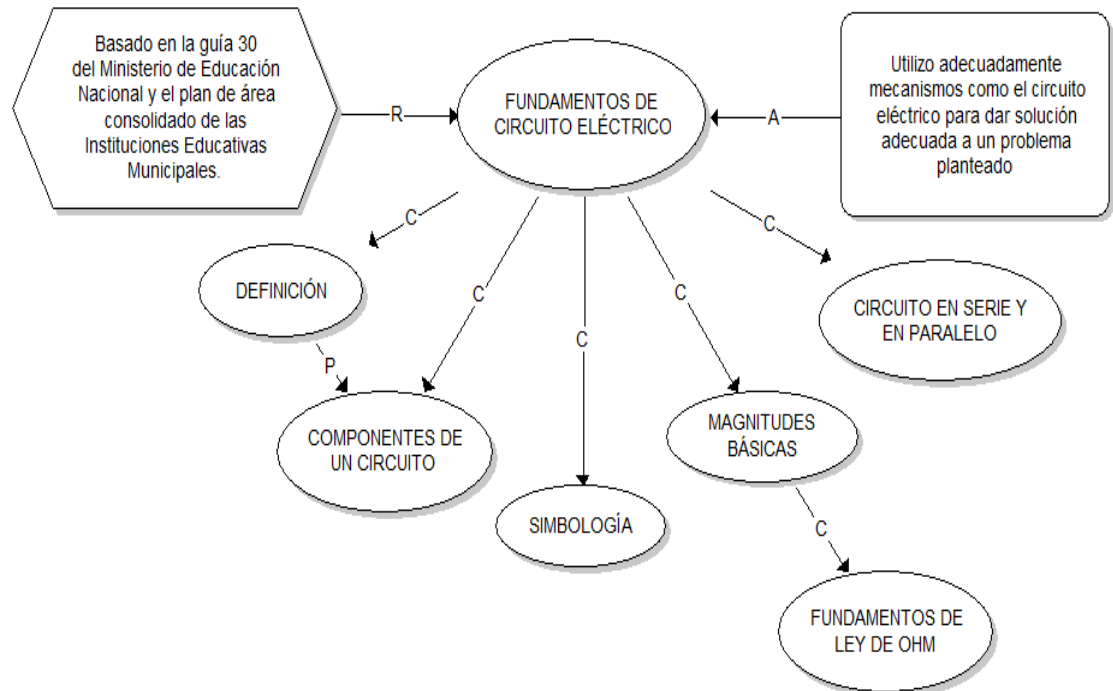 Basado en la guía 30
del Ministerio de Educación
Nacional y el plan de área
consolidado de las
Instituciones Educativas
Municipales.
R
FUNDAMENTOS DE
CIRCUITO ELÉCTRICO
A
Utilizo adecuadamente
mecanismos como el circuito
eléctrico para dar solución
adecuada a un problema
planteado
C
C
C
C
C
DEFINICIÓN
P
COMPONENTES DE
UN CIRCUITO
SIMBOLOGÍA
MAGNITUDES
BÁSICAS
CIRCUITO EN SERIE Y
EN PARALELO
C
FUNDAMENTOS DE
LEY DE OHM